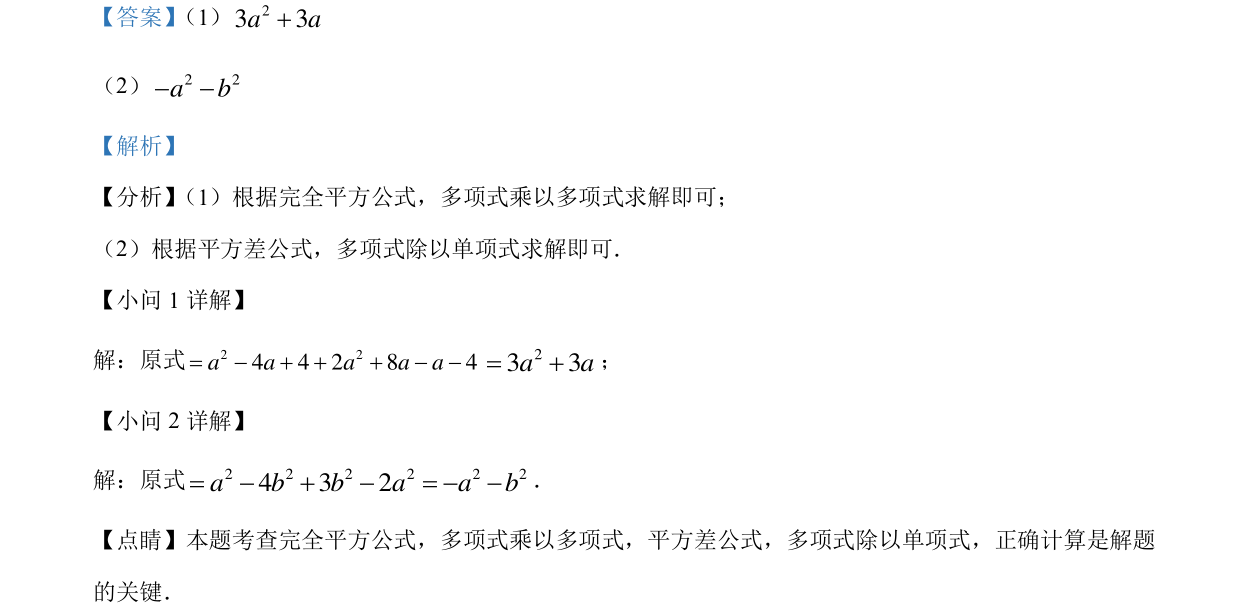 【答案】（1）3a² + 3a
（2）−a² − b²
【解析】
【分析】（1）根据完全平方公式，多项式乘以多项式求解即可；
（2）根据平方差公式，多项式除以单项式求解即可．
【小问 1 详解】
解：原式 = a² − 4a + 4 + 2a² + 8a − a − 4 = 3a² + 3a；
【小问 2 详解】
解：原式 = a² − 4b² + 3b² − 2a² = −a² − b²．
【点睛】本题考查完全平方公式，多项式乘以多项式，平方差公式，多项式除以单项式，正确计算是解题
的关键．